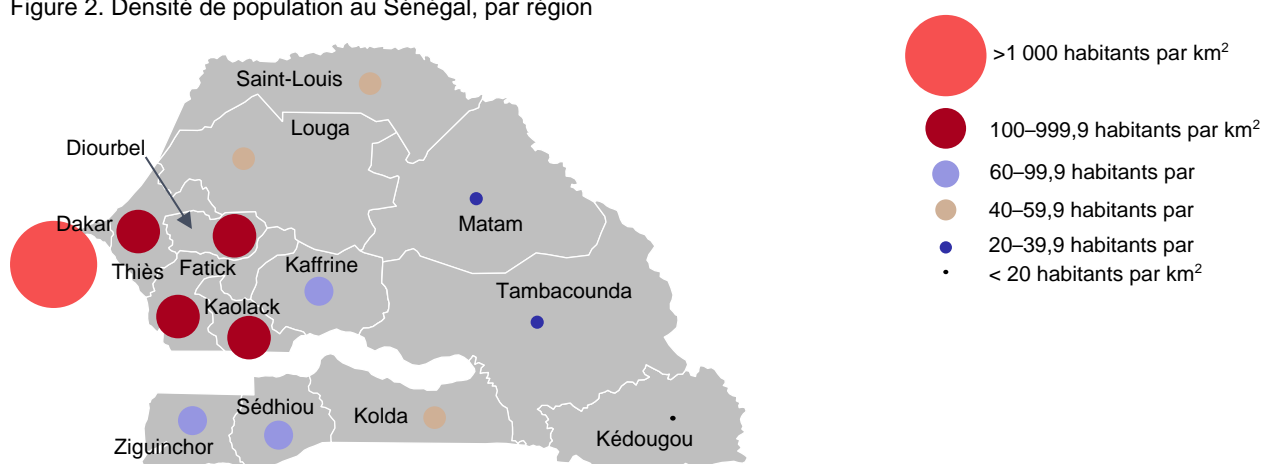 Figure 2. Densité de population au Sénégal, par région
>1 000 habitants par km²
Saint-Louis
Louga
100–999,9 habitants par km²
Diourbel
60–99,9 habitants par
40–59,9 habitants par
Dakar
Matam
20–39,9 habitants par
Thiès
Fatick
Kaffrine
< 20 habitants par km²
Tambacounda
Kaolack
Sédhiou
Kolda
Ziguinchor
Kédougou